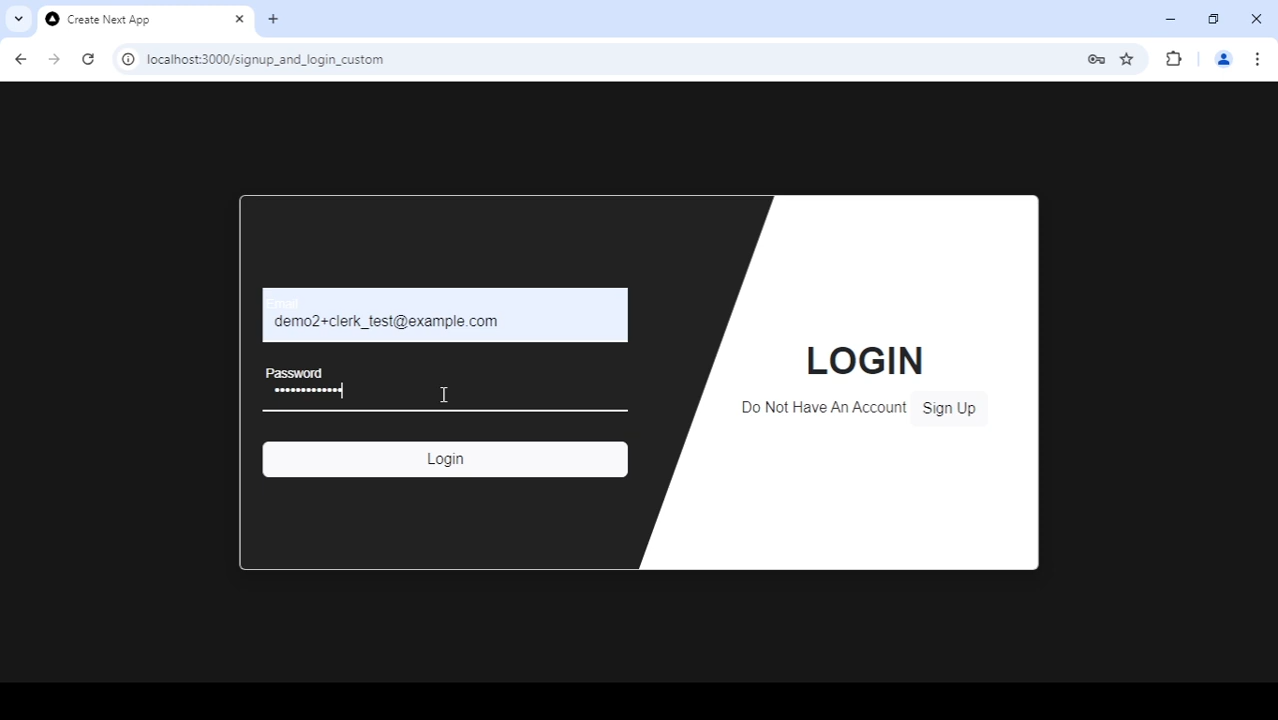 Create Next App
localhost:3000/signup_and_login_custom
Email
demo2+clerk_test@example.com
Password
•••••••••••••
Login
LOGIN
Do Not Have An Account Sign Up